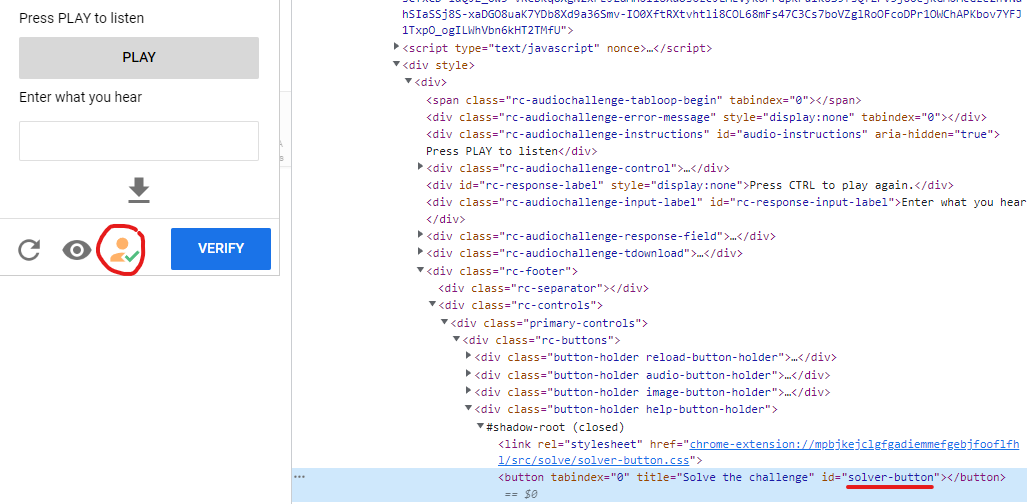 Press PLAY to listen
PLAY
Enter what you hear
VERIFY
hSIaSSj8S-xaDGO8uaK7YDb8Xd9a36Smv-IO0XftRXtvhtli8COL68mFs47C3Cs7boVZglRoOFcoDPr1OWChAPKbov7YFJ
1TxpO_ogILWhVbn6kHT2TMfU">
<script type="text/javascript" nonce>…</script>
<div style>
<div>
<span class="rc-audiochallenge-tabloop-begin" tabindex="0"></span>
<div class="rc-audiochallenge-error-message" style="display:none" tabindex="0"></div>
<div class="rc-audiochallenge-instructions" id="audio-instructions" aria-hidden="true">
Press PLAY to listen</div>
<div class="rc-audiochallenge-control">…</div>
<div id="rc-response-label" style="display:none">Press CTRL to play again.</div>
<div class="rc-audiochallenge-input-label" id="rc-response-input-label">Enter what you hear
</div>
<div class="rc-audiochallenge-response-field">…</div>
<div class="rc-audiochallenge-tdownload">…</div>
<div class="rc-footer">
<div class="rc-separator"></div>
<div class="rc-controls">
<div class="primary-controls">
<div class="rc-buttons">
<div class="button-holder reload-button-holder">…</div>
<div class="button-holder audio-button-holder">…</div>
<div class="button-holder image-button-holder">…</div>
<div class="button-holder help-button-holder">
#shadow-root (closed)
<link rel="stylesheet" href="chrome-extension://mpbjkejclgfgadiemmefgebjfooflfh
l/src/solve/solver-button.css">
<button tabindex="0" title="Solve the challenge" id="solver-button"></button>
== $0